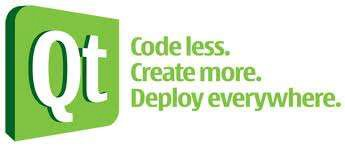 Qt
Code less.
Create more.
Deploy everywhere.